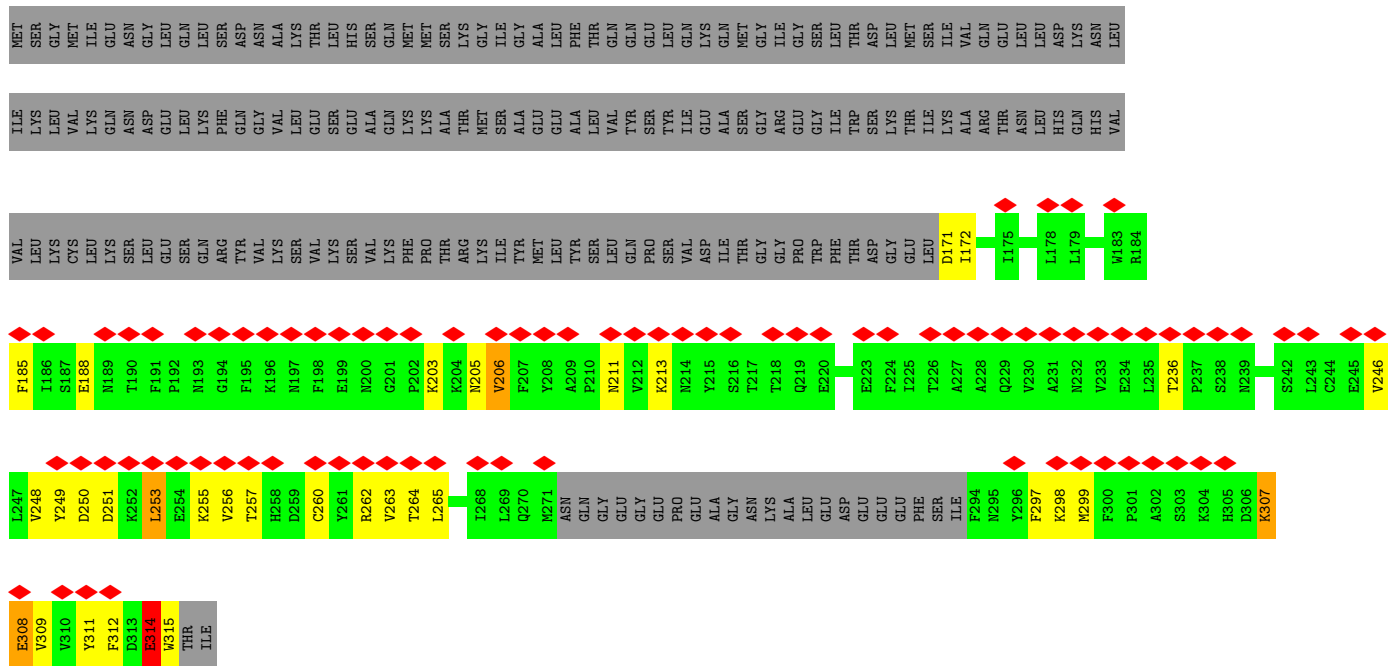 MET SER GLY MET ILE GLU ASN GLY LEU GLN LEU SER ASP ASN ALA LYS THR LEU HIS SER GLN MET MET SER LYS GLY ILE GLY ALA LEU PHE THR GLN GLN GLU LEU GLN LYS GLN MET GLY ILE GLY SER LEU THR ASP LEU MET SER ILE VAL GLN GLU LEU LEU ASP LYS ASN LEU
ILE LYS LEU VAL LYS GLN ASN ASP GLU LEU LYS PHE GLN GLY VAL LEU GLU SER GLU ALA GLN LYS LYS ALA THR MET SER ALA GLU GLU ALA LEU VAL TYR SER TYR ILE GLU ALA SER GLY ARG GLU GLY ILE TRP SER LYS THR ILE LYS ALA ARG THR ASN LEU HIS GLN HIS VAL
VAL LEU LYS CYS LEU LYS SER LEU GLU SER GLN ARG TYR VAL LYS SER VAL LYS SER VAL LYS PHE PRO THR ARG LYS ILE TYR MET LEU TYR SER LEU GLN PRO SER VAL ASP ILE THR GLY GLY PRO TRP PHE THR ASP GLY GLU LEU D171 I172 I175 L178 L179 W183 R184
F185 I186 S187 E188 N189 T190 F191 P192 N193 G194 F195 K196 N197 F198 E199 N200 G201 P202 K203 K204 N205 V206 F207 Y208 A209 P210 N211 V212 K213 N214 Y215 S216 T217 T218 Q219 E220 E223 F224 I225 T226 A227 A228 Q229 V230 A231 N232 V233 E234 L235 T236 P237 S238 N239 S242 L243 C244 E245 V246
L247 V248 Y249 D250 D251 K252 L253 E254 K255 V256 T257 H258 D259 C260 Y261 R262 V263 T264 L265 I268 L269 Q270 M271 ASN GLN GLY GLU GLY GLU PRO GLU ALA GLY ASN LYS ALA LEU GLU ASP GLU GLU GLU PHE SER ILE F294 N295 Y296 F297 K298 M299 F300 P301 A302 S303 K304 H305 D306 K307
E308 V309 V310 Y311 F312 D313 E314 W315 THR ILE